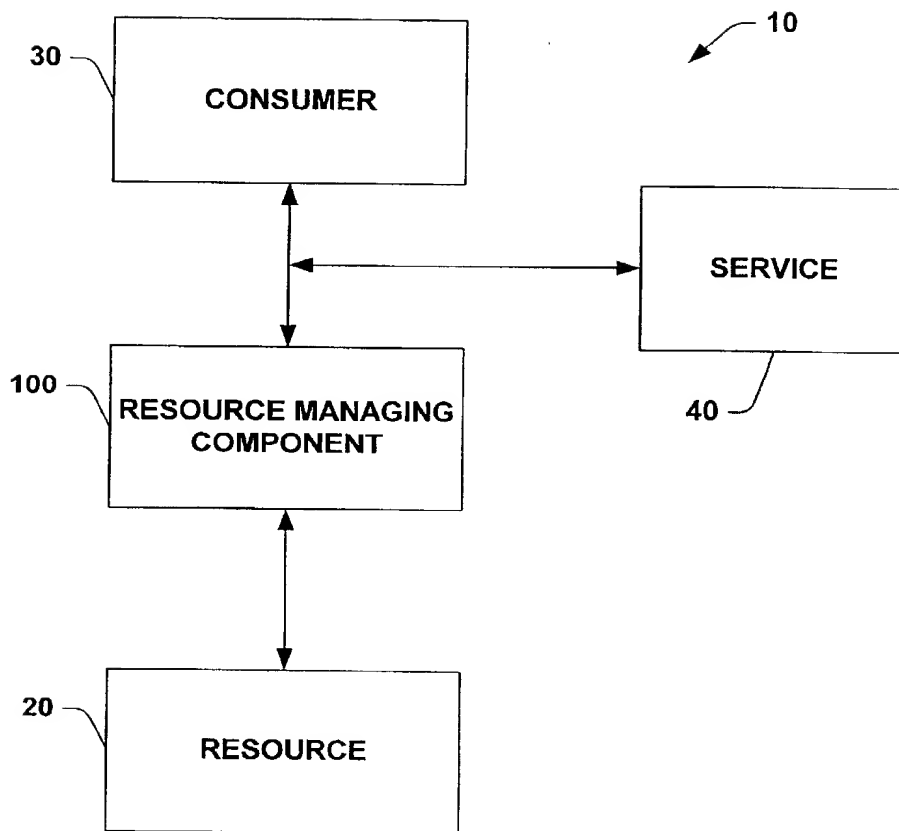 10
30
CONSUMER
SERVICE
40
100
RESOURCE MANAGING
COMPONENT
20
RESOURCE